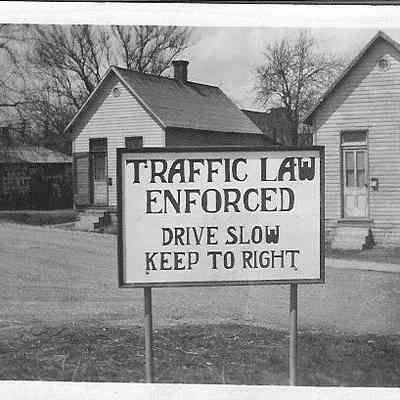 TRAFFIC LAW
ENFORCED
DRIVE SLOW
KEEP TO RIGHT